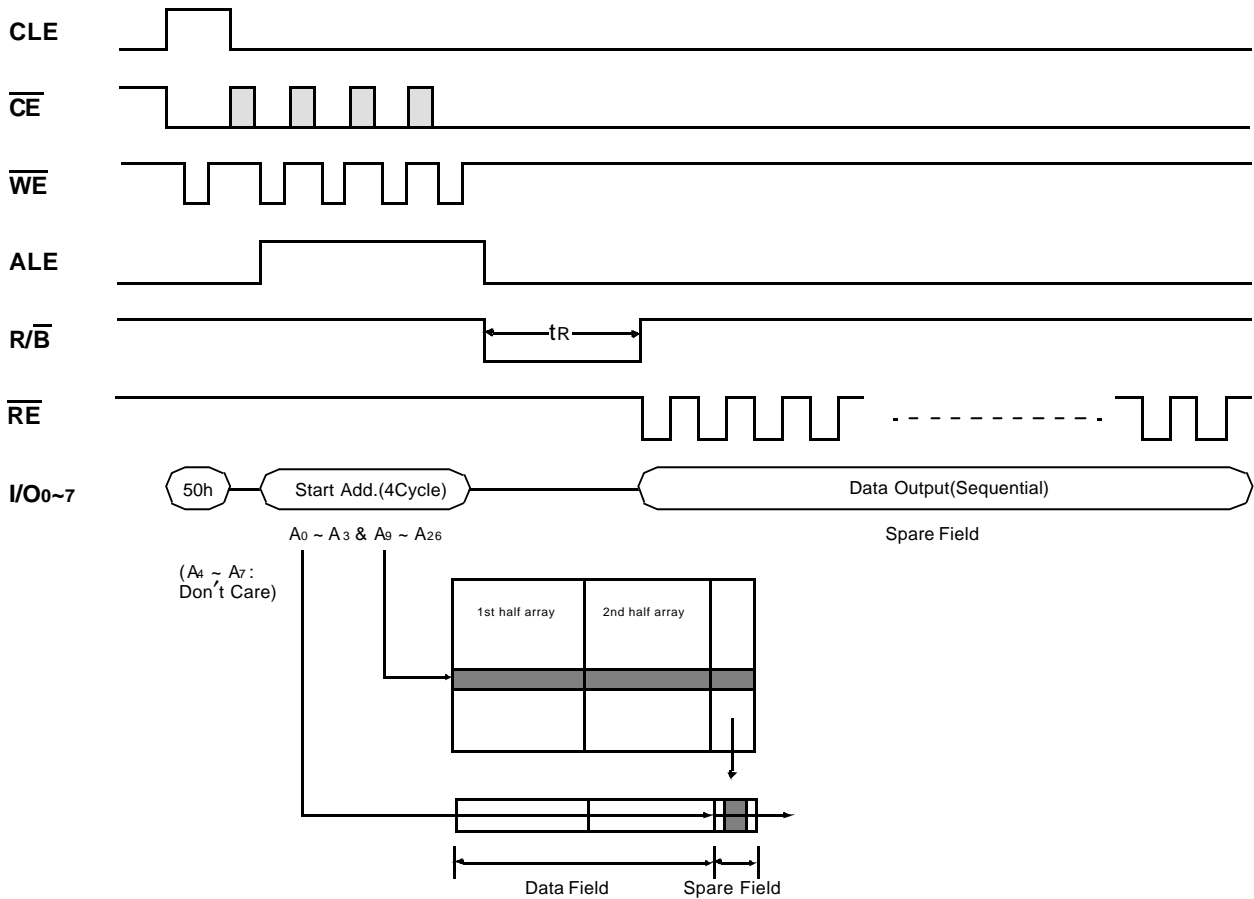 CLE
CE
WE
ALE
R/B
tR
RE
I/O0~7
50h
Start Add.(4Cycle)
Data Output(Sequential)
A0 ~ A3 & A9 ~ A26
Spare Field
(A4 ~ A7 :
Don't Care)
1st half array
2nd half array
Data Field
Spare Field